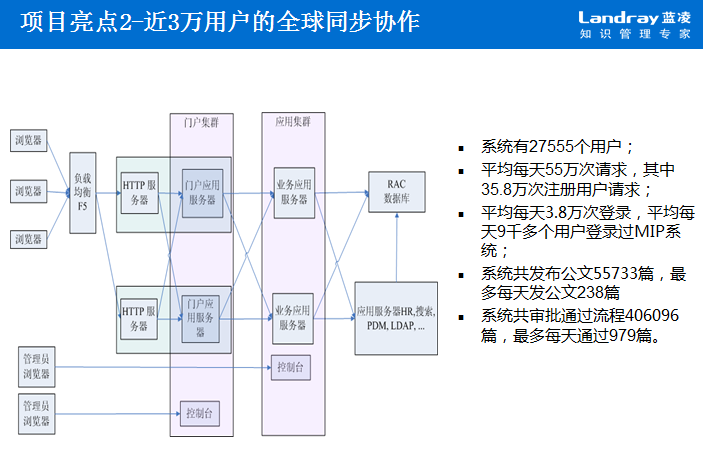 项目亮点2-近3万用户的全球同步协作
Landray蓝凌
知识管理专家
门户集群
应用集群
浏览器
浏览器
浏览器
负载
均衡
F5
HTTP 服
务器
门户应用
服务器
业务应用
服务器
RAC
数据库
HTTP 服
务器
门户应
用服务
器
业务应用
服务器
应用服务器HR,搜索,
PDM, LDAP, ...
管理员
浏览器
控制台
管理员
浏览器
控制台
▪ 系统有27555个用户；
▪ 平均每天55万次请求，其中
35.8万次注册用户请求；
▪ 平均每天3.8万次登录，平均每
天9千多个用户登录过MIP系
统；
▪ 系统共发布公文55733篇，最
多每天发公文238篇
▪ 系统共审批通过流程406096
篇，最多每天通过979篇。